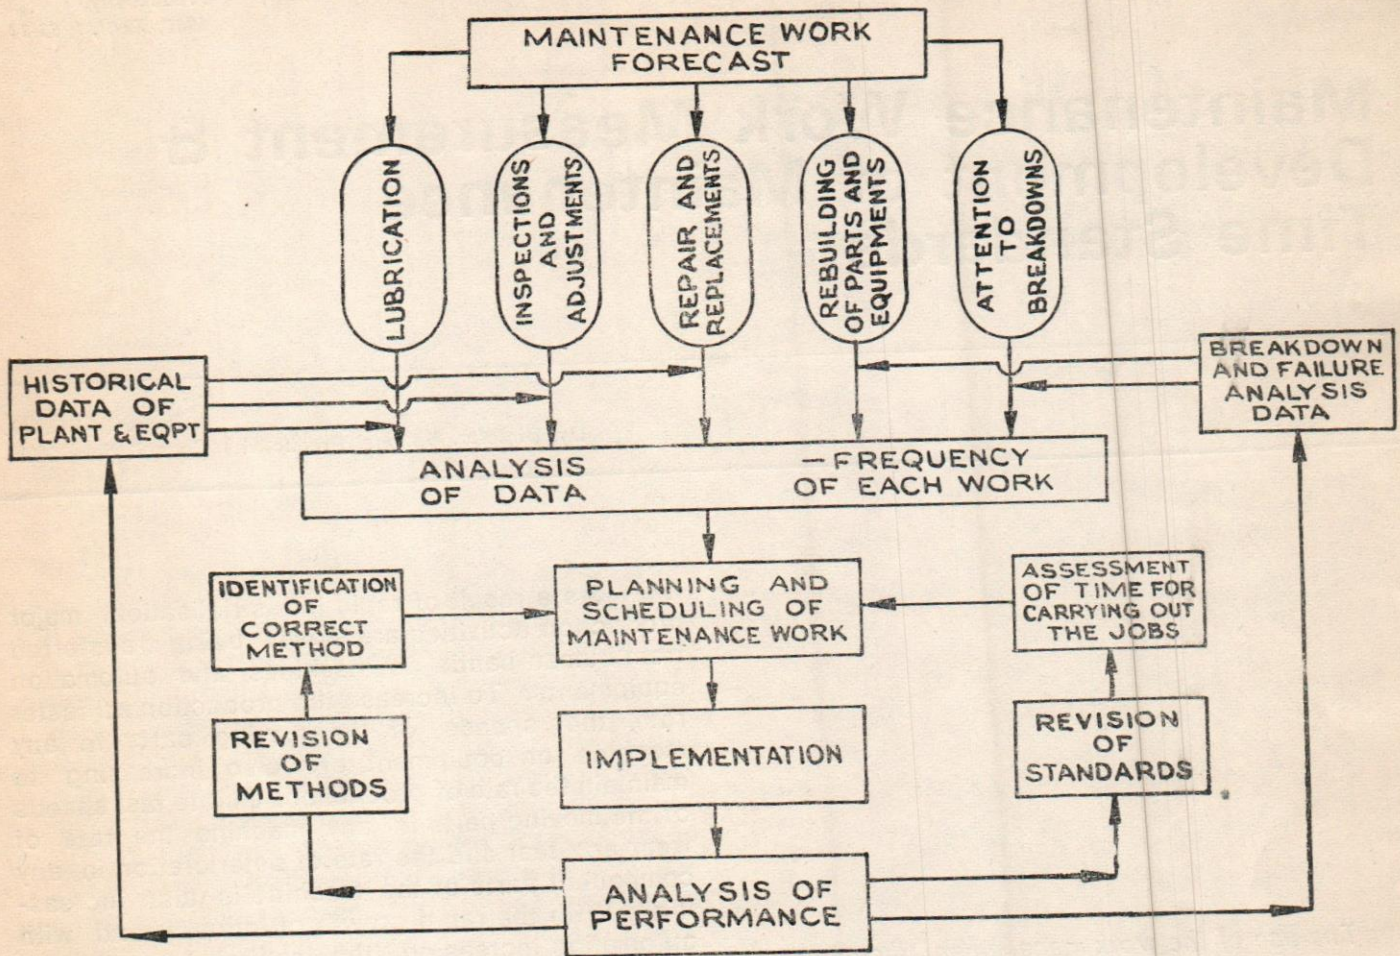 MAINTENANCE WORK
FORECAST
LUBRICATION
INSPECTIONS
AND
ADJUSTMENTS
REPAIR AND
REPLACEMENTS
REBUILDING
OF PARTS AND
EQUIPMENTS
ATTENTION
TO
BREAKDOWNS
HISTORICAL
DATA OF
PLANT & EQPT
BREAKDOWN
AND FAILURE
ANALYSIS
DATA
ANALYSIS
OF DATA
—FREQUENCY
OF EACH WORK
IDENTIFICATION
OF
CORRECT
METHOD
PLANNING AND
SCHEDULING OF
MAINTENANCE WORK
ASSESSMENT
OF TIME FOR
CARRYING OUT
THE JOBS
REVISION
OF
METHODS
IMPLEMENTATION
REVISION
OF
STANDARDS
ANALYSIS OF
PERFORMANCE